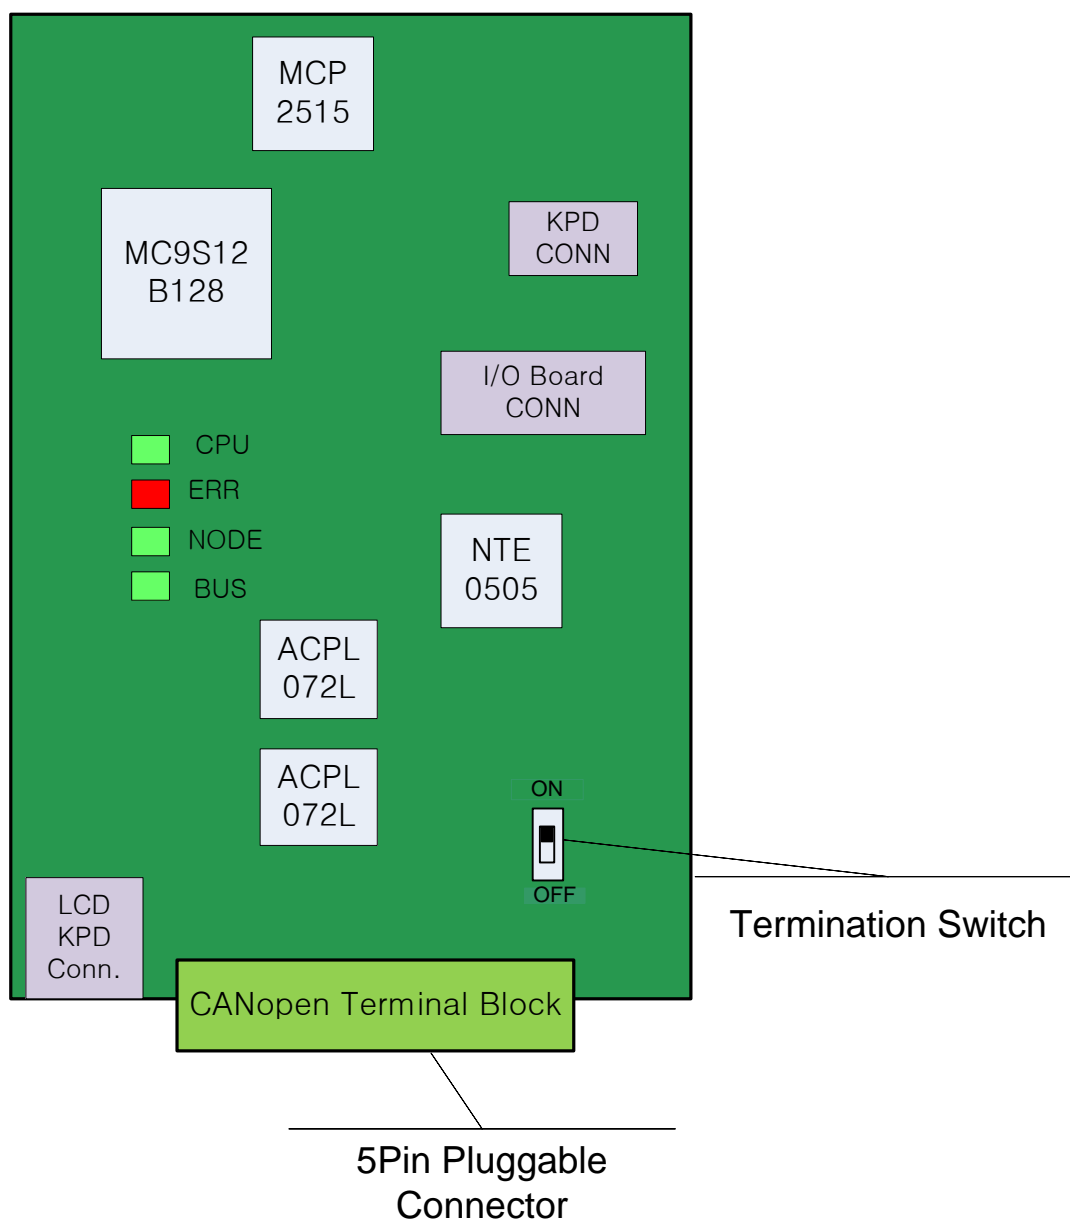 MCP
2515
MC9S12
B128
KPD
CONN
I/O Board
CONN
CPU
ERR
NODE
BUS
NTE
0505
ACPL
072L
ACPL
072L
ON
OFF
Termination Switch
LCD
KPD
Conn.
CANopen Terminal Block
5Pin Pluggable
Connector